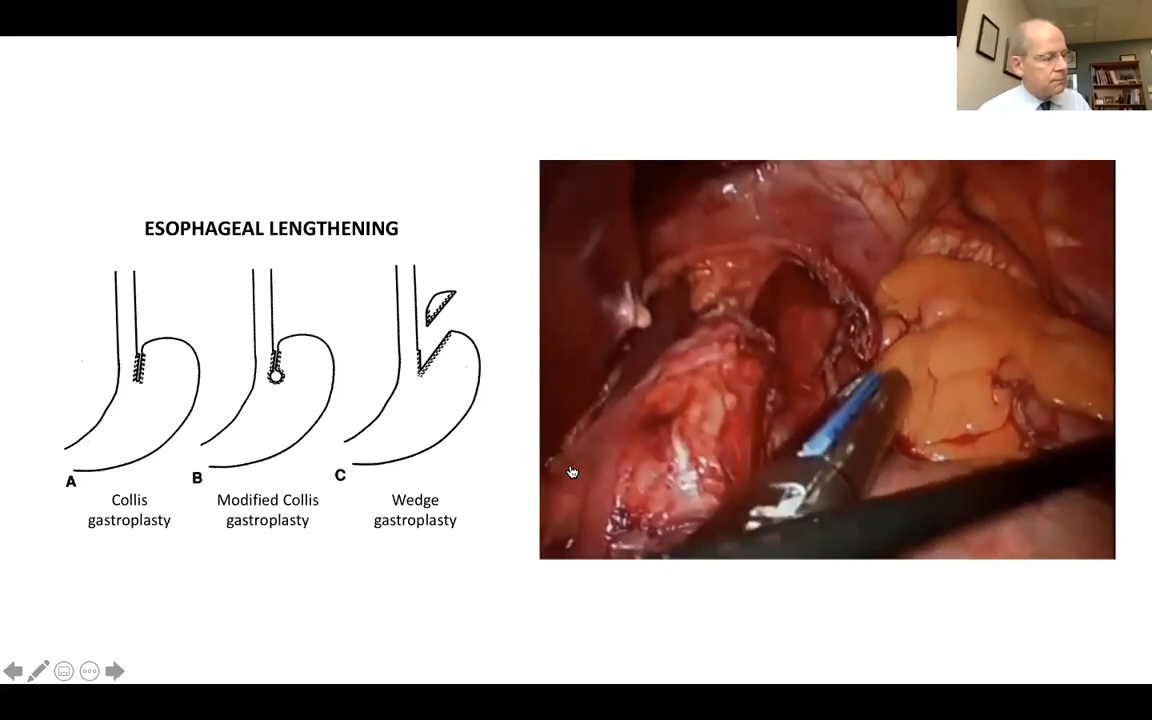 ESOPHAGEAL LENGTHENING
A
B
C
Collis
gastroplasty
Modified Collis
gastroplasty
Wedge
gastroplasty